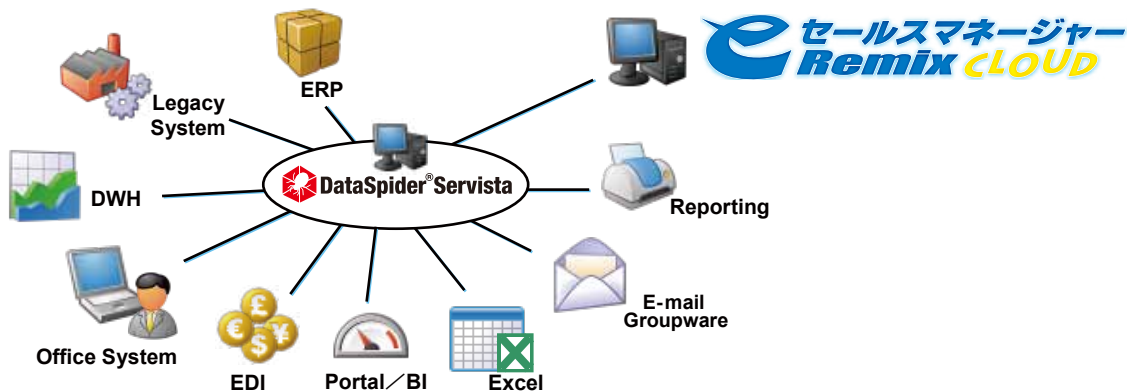 セールスマネージャー
e Remix CLOUD
ERP
Legacy
System
DataSpider® Servista
DWH
Reporting
E-mail
Groupware
Office System
£
€ ¥
$
EDI
Portal／BI
X
Excel